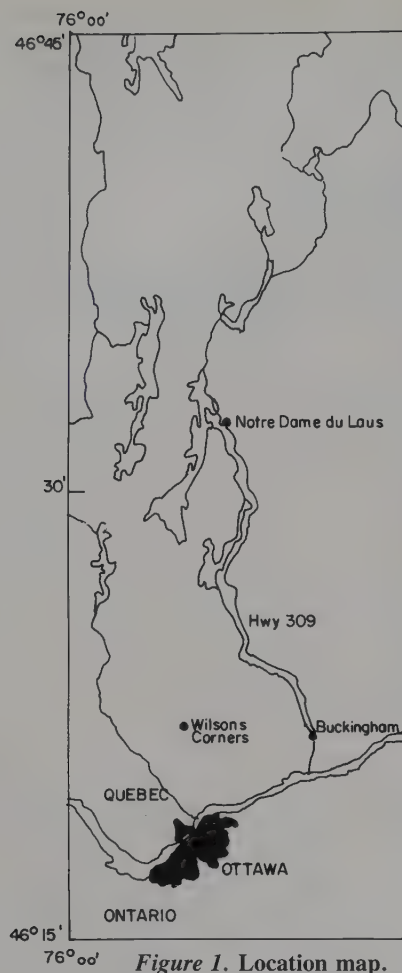 76°00'
46°45'
Notre Dame du Laus
30'
Hwy 309
Wilsons
Corners
Buckingham
QUEBEC
OTTAWA
ONTARIO
46°15'
76°00'
Figure 1. Location map.